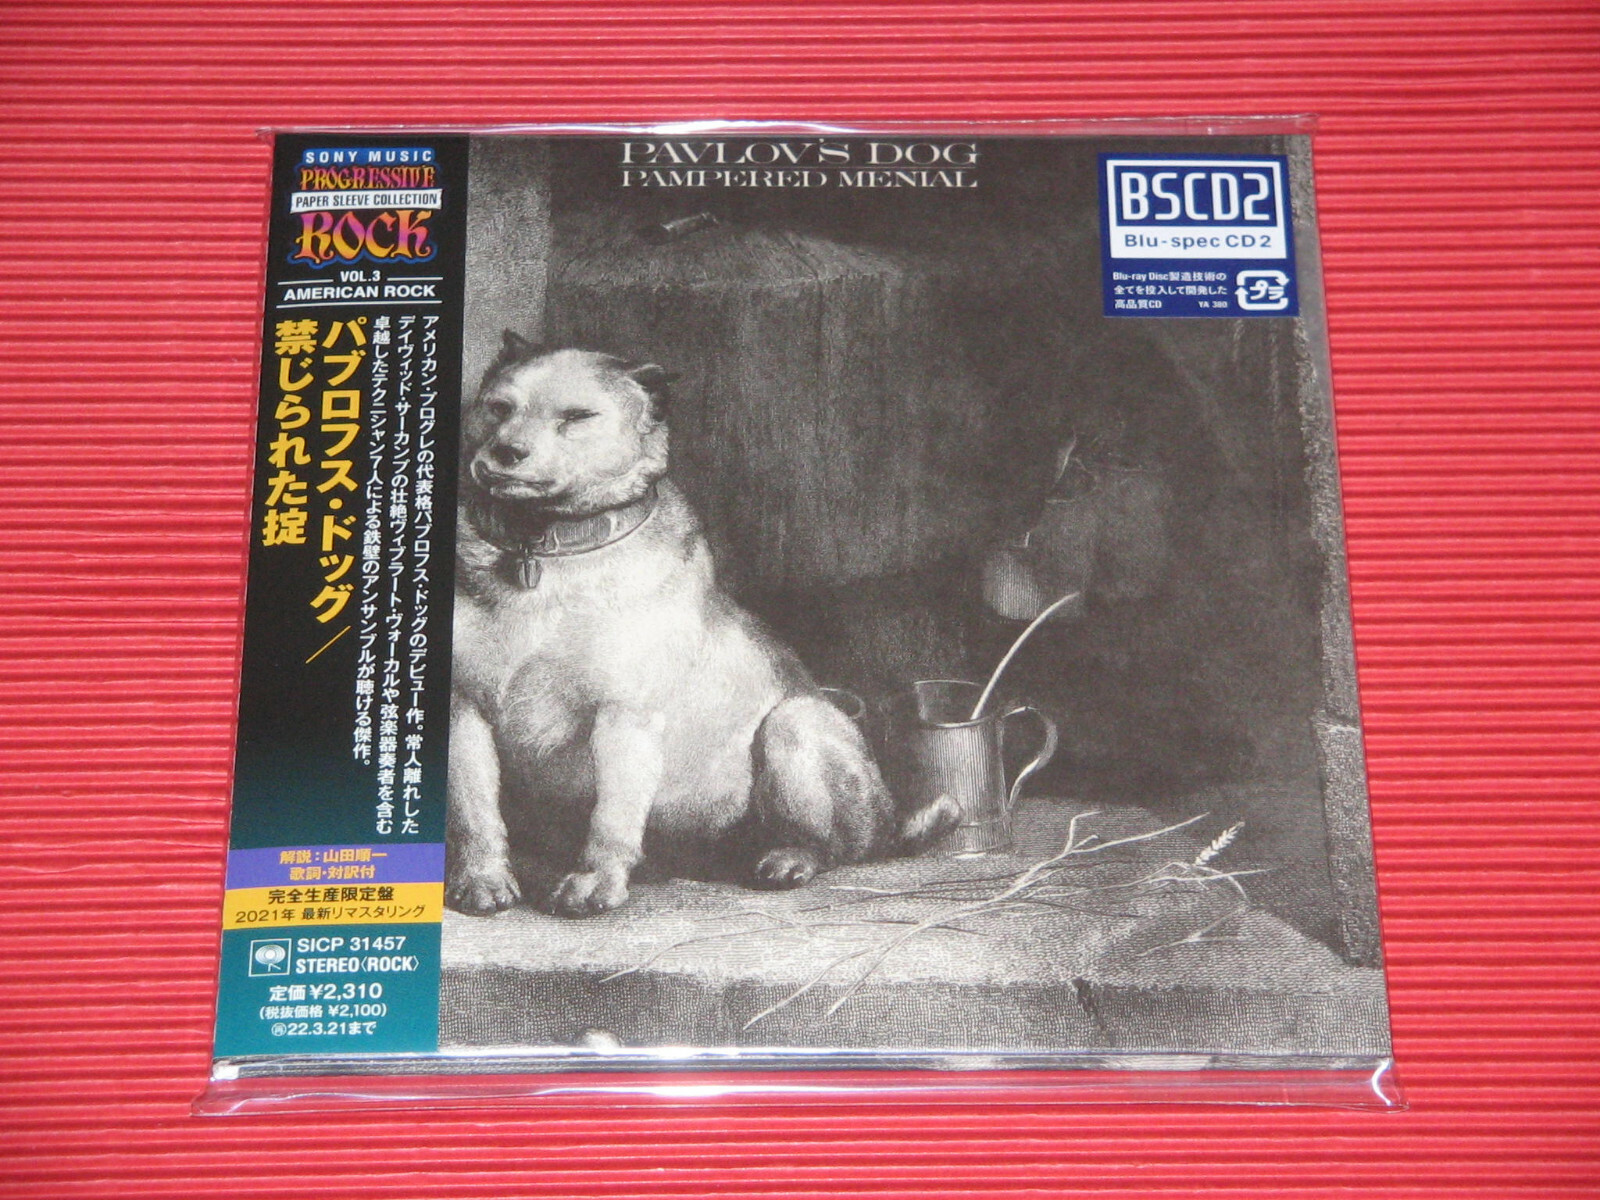 SONY MUSIC
PROGRESSIVE
PAPER SLEEVE COLLECTION
ROCK
VOL.3
AMERICAN ROCK
アメリカン・プログレの代表格パブロフス・ドッグのデビュー作。常人離れした
デイヴィッド・サーカンプの壮絶ヴィブラート・ヴォーカルや弦楽器奏者を含む
卓越したテクニシャン7人による鉄壁のアンサンブルが聴ける傑作。
パブロフス・ドッグ／
禁じられた掟
解説：山田順一
歌詞・対訳付
完全生産限定盤
2021年 最新リマスタリング
SICP 31457
STEREO〈ROCK〉
定価¥2,310
(税抜価格 ¥2,100)
㋐22.3.21まで
PAVLOV'S DOG
PAMPERED MENIAL
BSCD2
Blu-spec CD2
Blu-ray Disc製造技術の
全てを投入して開発した
高品質CD YA 380
プラ